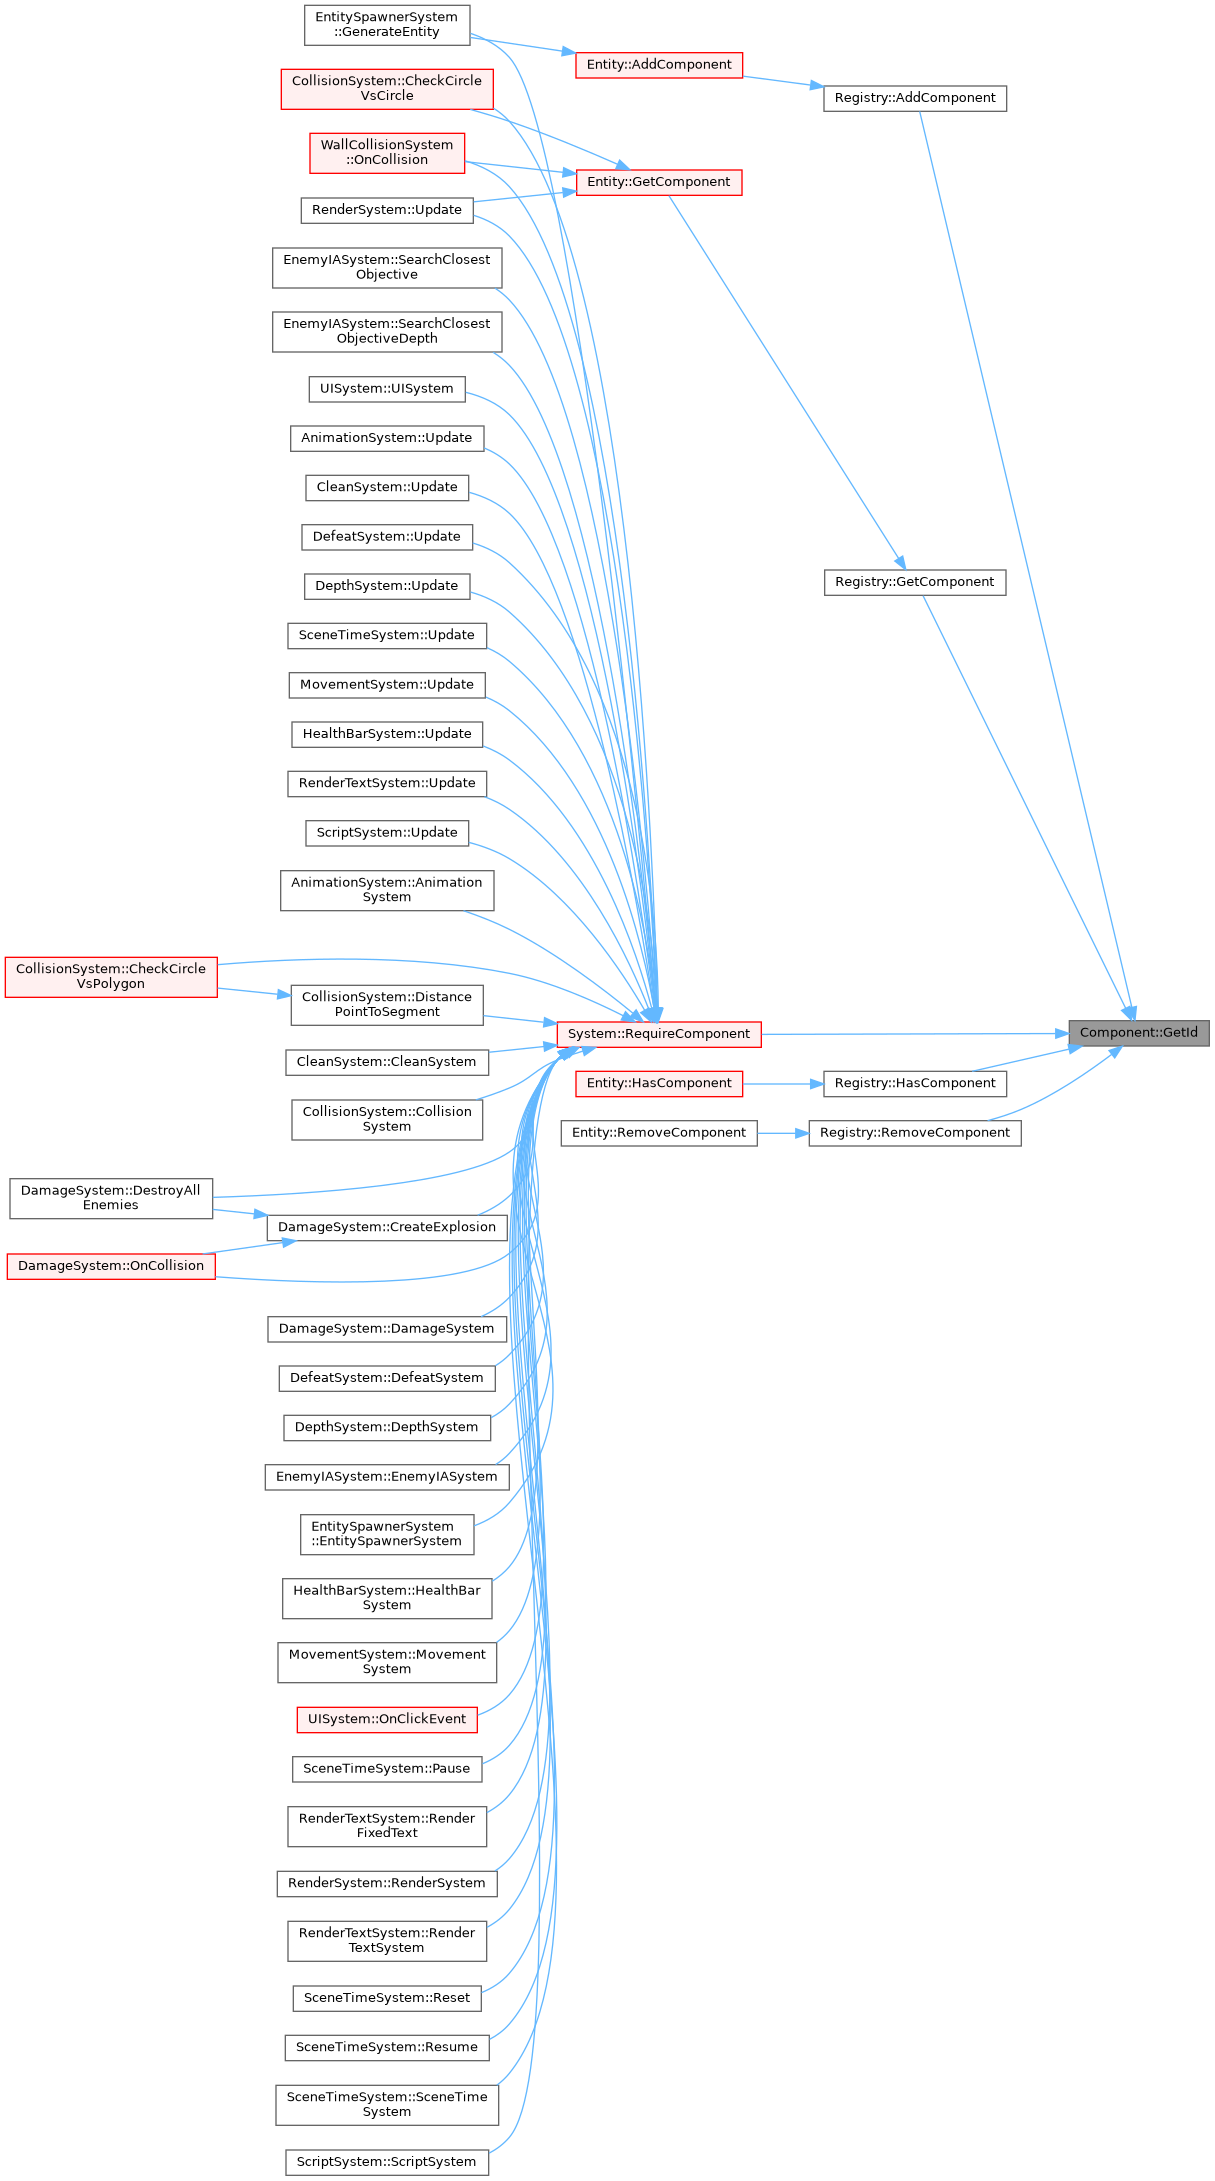 EntitySpawnerSystem
::GenerateEntity
Entity::AddComponent
Registry::AddComponent
CollisionSystem::CheckCircle
VsCircle
WallCollisionSystem
::OnCollision
Entity::GetComponent
RenderSystem::Update
EnemyIASystem::SearchClosest
Objective
EnemyIASystem::SearchClosest
ObjectiveDepth
UISystem::UISystem
AnimationSystem::Update
CleanSystem::Update
DefeatSystem::Update
DepthSystem::Update
Registry::GetComponent
SceneTimeSystem::Update
MovementSystem::Update
HealthBarSystem::Update
RenderTextSystem::Update
ScriptSystem::Update
AnimationSystem::Animation
System
CollisionSystem::CheckCircle
VsPolygon
CollisionSystem::Distance
PointToSegment
System::RequireComponent
Component::GetId
CleanSystem::CleanSystem
Entity::HasComponent
Registry::HasComponent
CollisionSystem::Collision
System
Entity::RemoveComponent
Registry::RemoveComponent
DamageSystem::DestroyAll
Enemies
DamageSystem::CreateExplosion
DamageSystem::OnCollision
DamageSystem::DamageSystem
DefeatSystem::DefeatSystem
DepthSystem::DepthSystem
EnemyIASystem::EnemyIASystem
EntitySpawnerSystem
::EntitySpawnerSystem
HealthBarSystem::HealthBar
System
MovementSystem::Movement
System
UISystem::OnClickEvent
SceneTimeSystem::Pause
RenderTextSystem::Render
FixedText
RenderSystem::RenderSystem
RenderTextSystem::Render
TextSystem
SceneTimeSystem::Reset
SceneTimeSystem::Resume
SceneTimeSystem::SceneTime
System
ScriptSystem::ScriptSystem